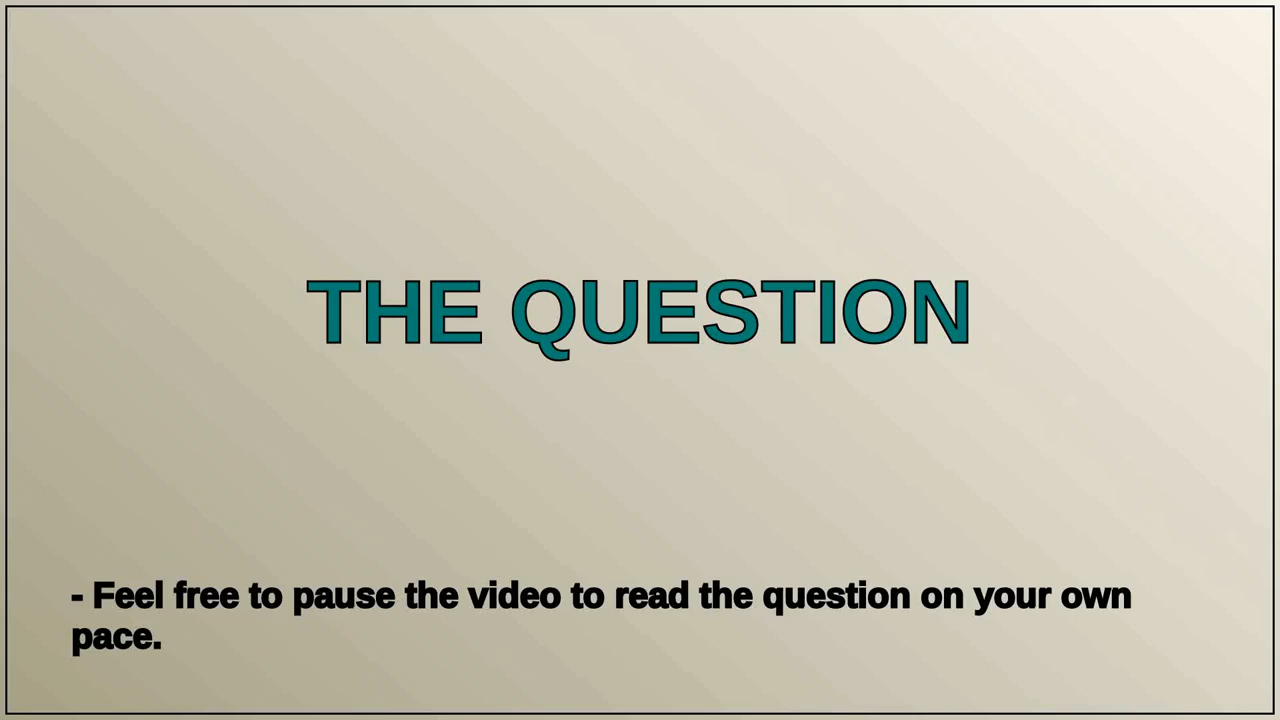 THE QUESTION
- Feel free to pause the video to read the question on your own
pace.